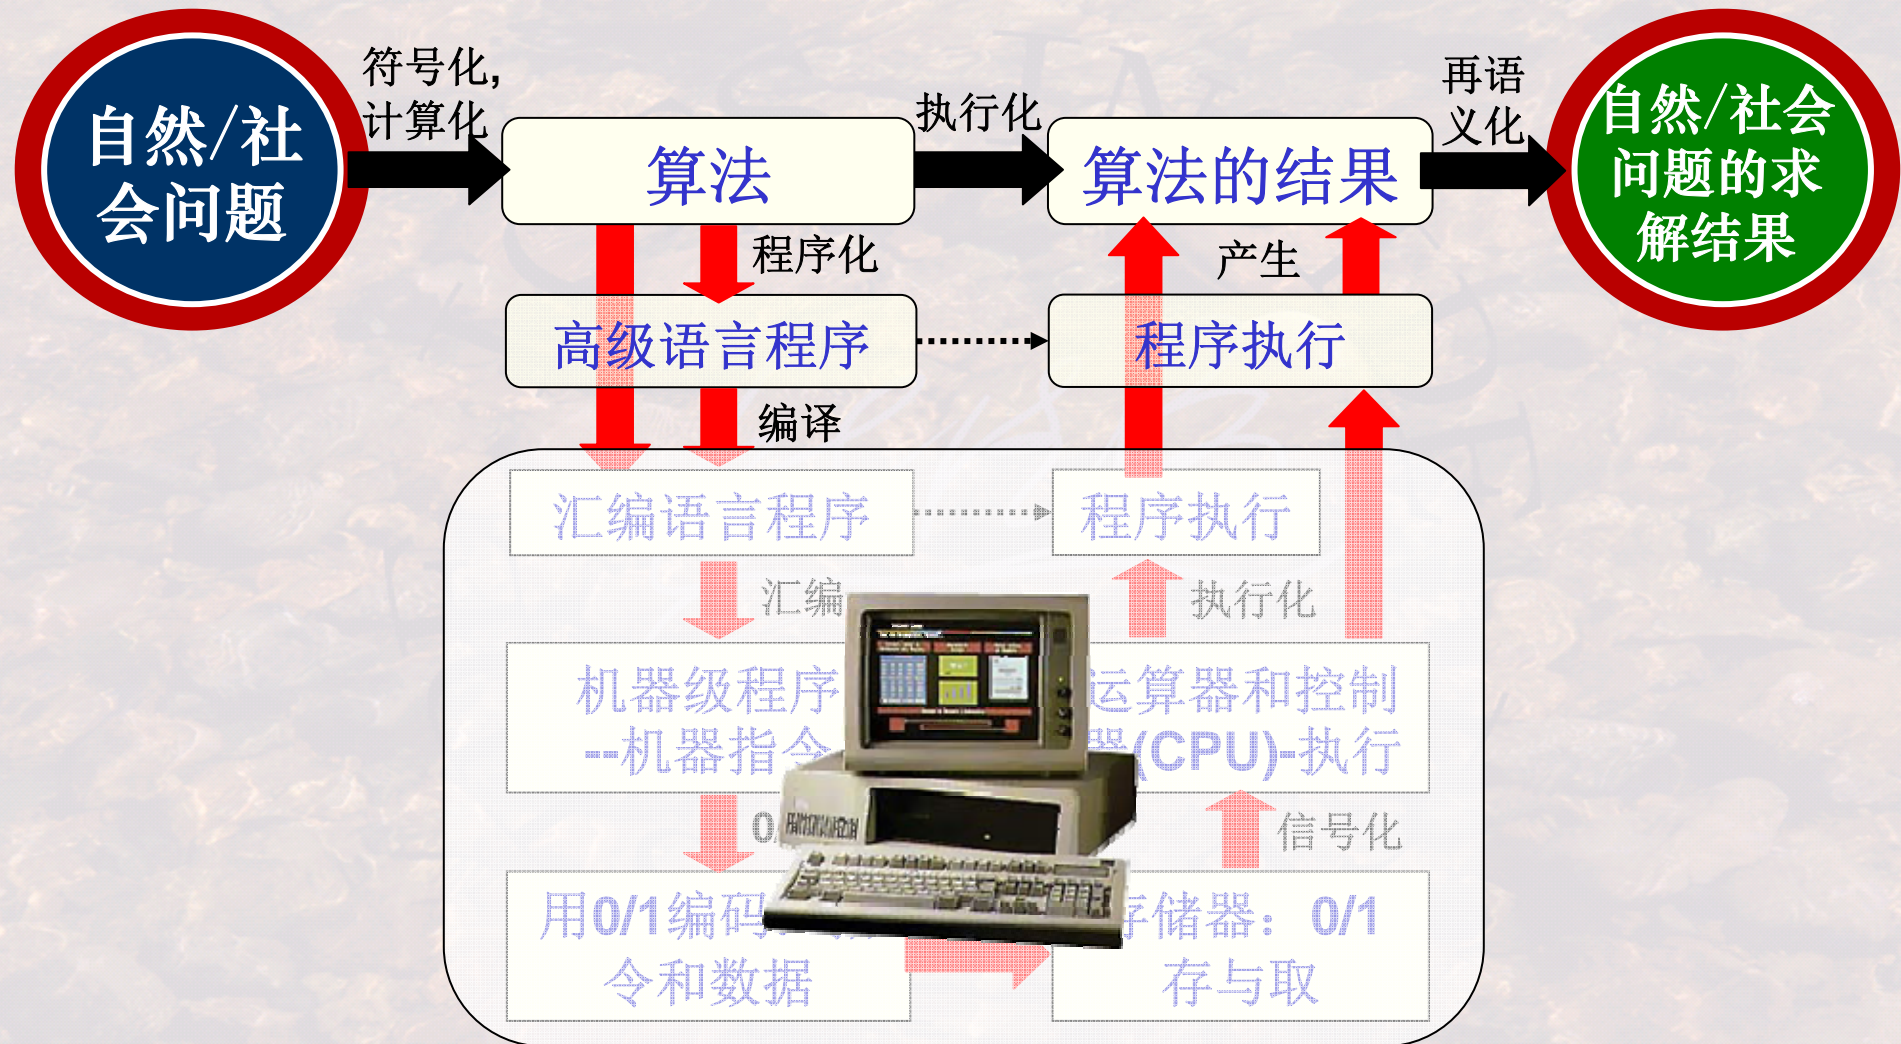 自然/社
会问题
符号化,
计算化
算法
执行化
算法的结果
再语
义化
自然/社会
问题的求
解结果
程序化
产生
高级语言程序
程序执行
编译
汇编语言程序
程序执行
汇编
执行化
机器级程序
--机器指令
运算器和控制
器(CPU)-执行
信号化
用0/1编码
令和数据
存储器: 0/1
存与取